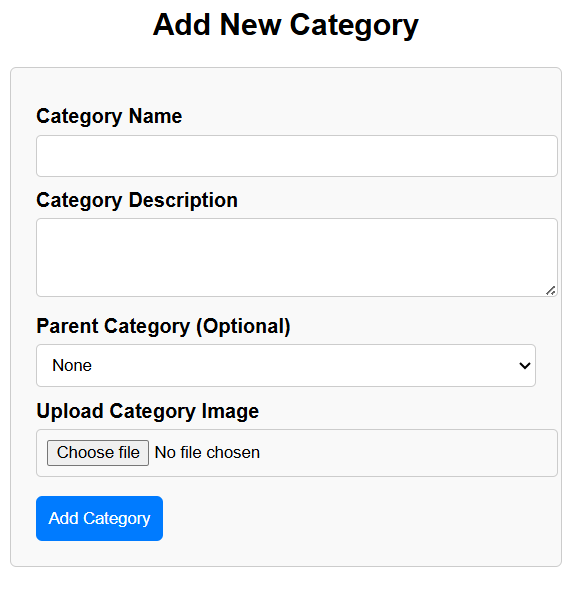 Add New Category
Category Name
Category Description
Parent Category (Optional)
None
Upload Category Image
Choose file No file chosen
Add Category